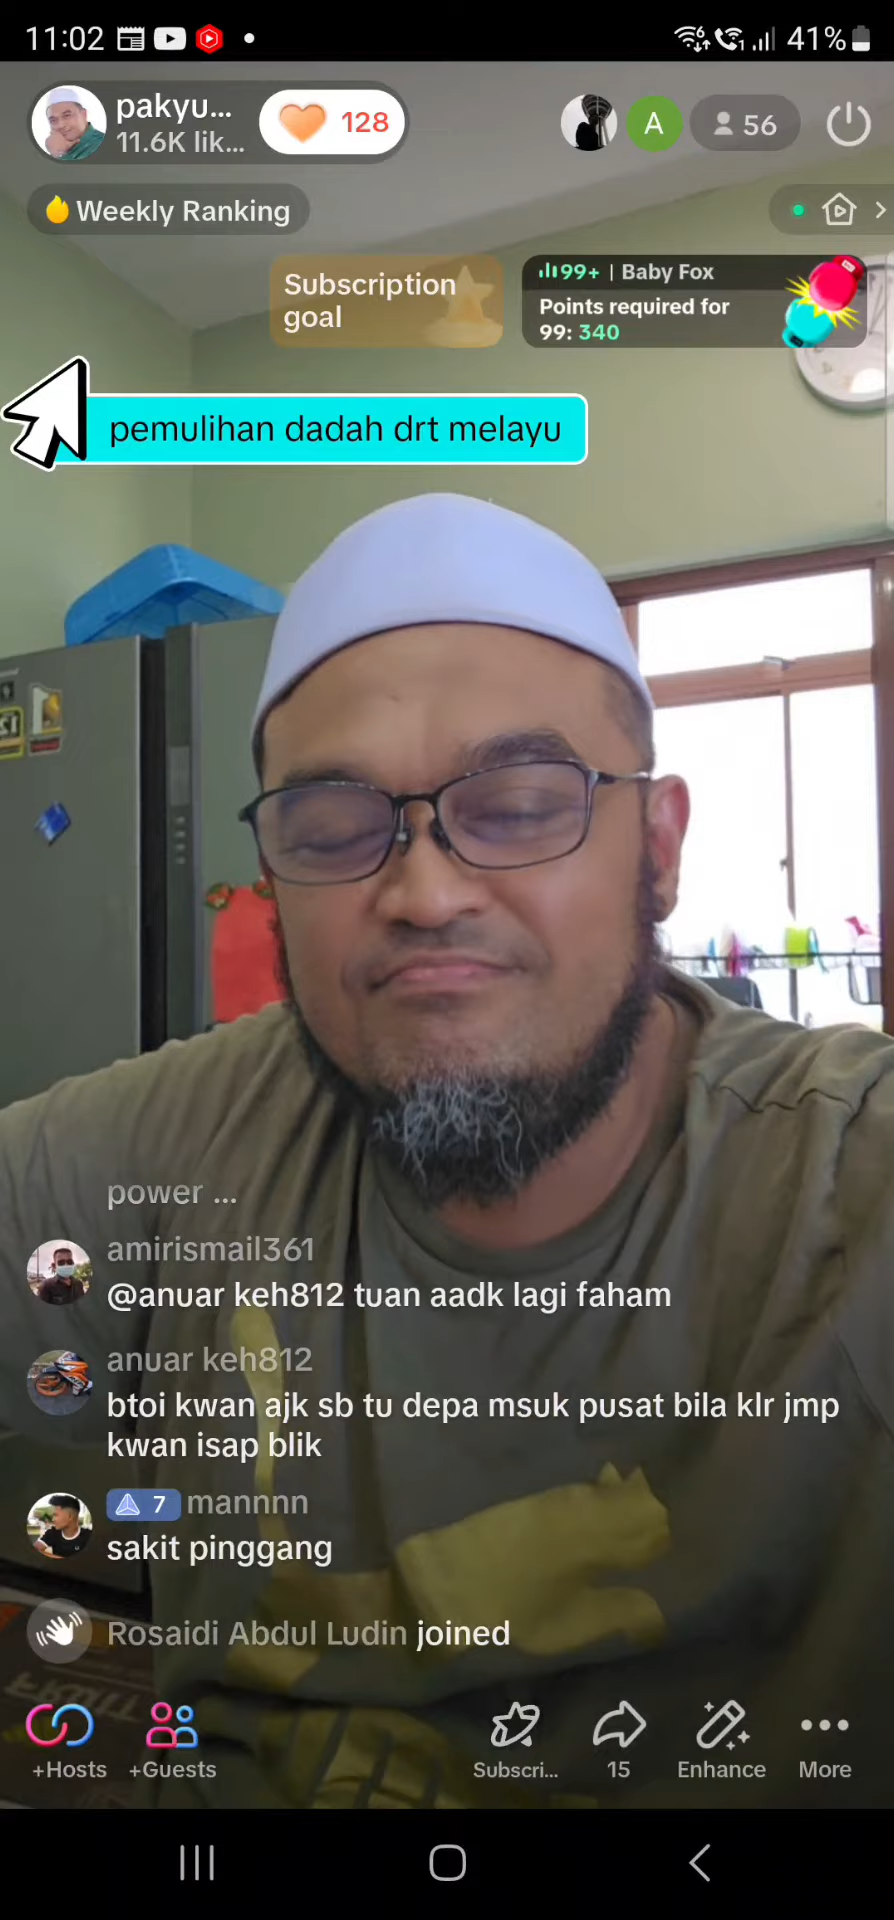 11:02
41%
pakyu...
11.6K lik...
128
A
56
Weekly Ranking
Subscription
goal
99+ | Baby Fox
Points required for
99: 340
pemulihan dadah drt melayu
power ...
amirismail361
@anuar keh812 tuan aadk lagi faham
anuar keh812
btoi kwan ajk sb tu depa msuk pusat bila klr jmp
kwan isap blik
7 mannnn
sakit pinggang
Rosaidi Abdul Ludin joined
+Hosts
+Guests
Subscri...
15
Enhance
More